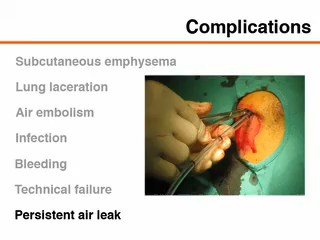 Complications
Subcutaneous emphysema
Lung laceration
Air embolism
Infection
Bleeding
Technical failure
Persistent air leak